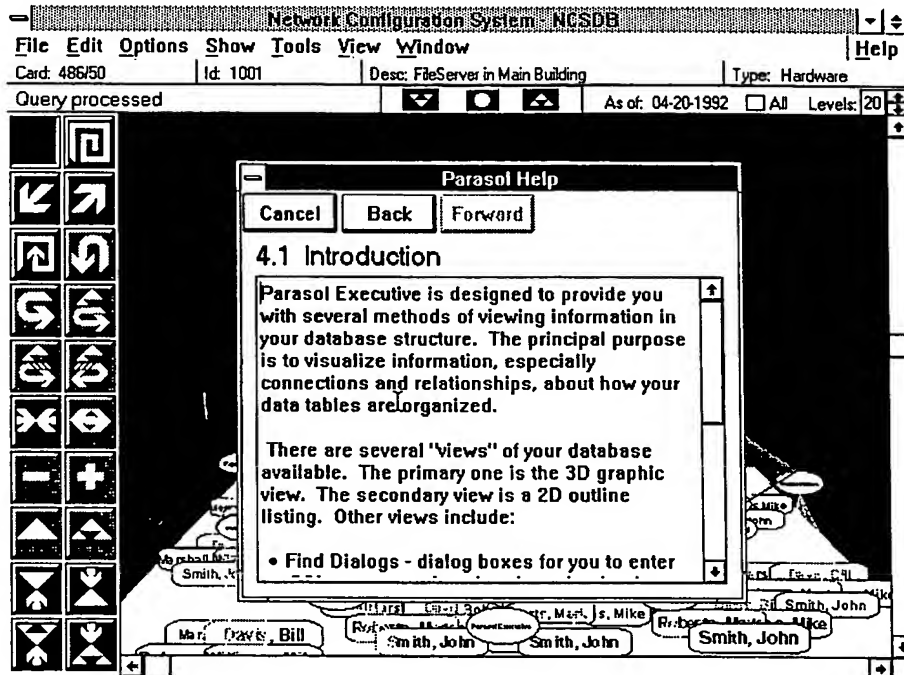 Network Configuration System - NCSDB
File Edit Options Show Tools View Window Help
Card: 486/50 Id: 1001 Desc: FileServer in Main Building Type: Hardware
Query processed As of: 04-20-1992 All Levels: 20
Parasol Help
Cancel Back Forward
4.1 Introduction
Parasol Executive is designed to provide you
with several methods of viewing information in
your database structure. The principal purpose
is to visualize information, especially
connections and relationships, about how your
data tables are organized.
There are several "views" of your database
available. The primary one is the 3D graphic
view. The secondary view is a 2D outline
listing. Other views include:
• Find Dialogs - dialog boxes for you to enter
Smith, John
Davis, Bill
Smith, John
Parasol Executive
Smith, John
Smith, John